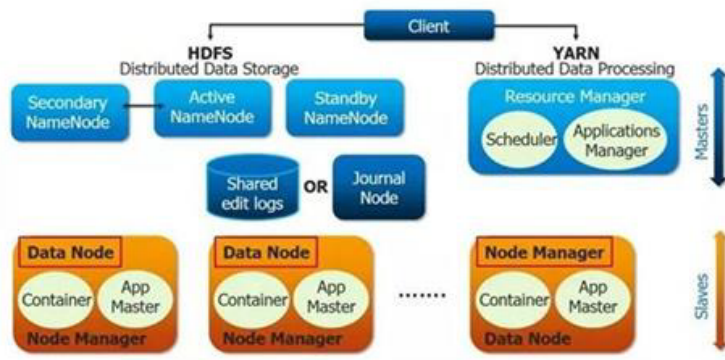 Client
HDFS
Distributed Data Storage
YARN
Distributed Data Processing
Secondary
NameNode
Active
NameNode
Standby
NameNode
Resource Manager
Scheduler
Applications
Manager
Masters
Shared
edit logs
OR
Journal
Node
Data Node
Container
App
Master
Node Manager
Data Node
Container
App
Master
Node Manager
.......
Node Manager
Container
App
Master
Data Node
Slaves